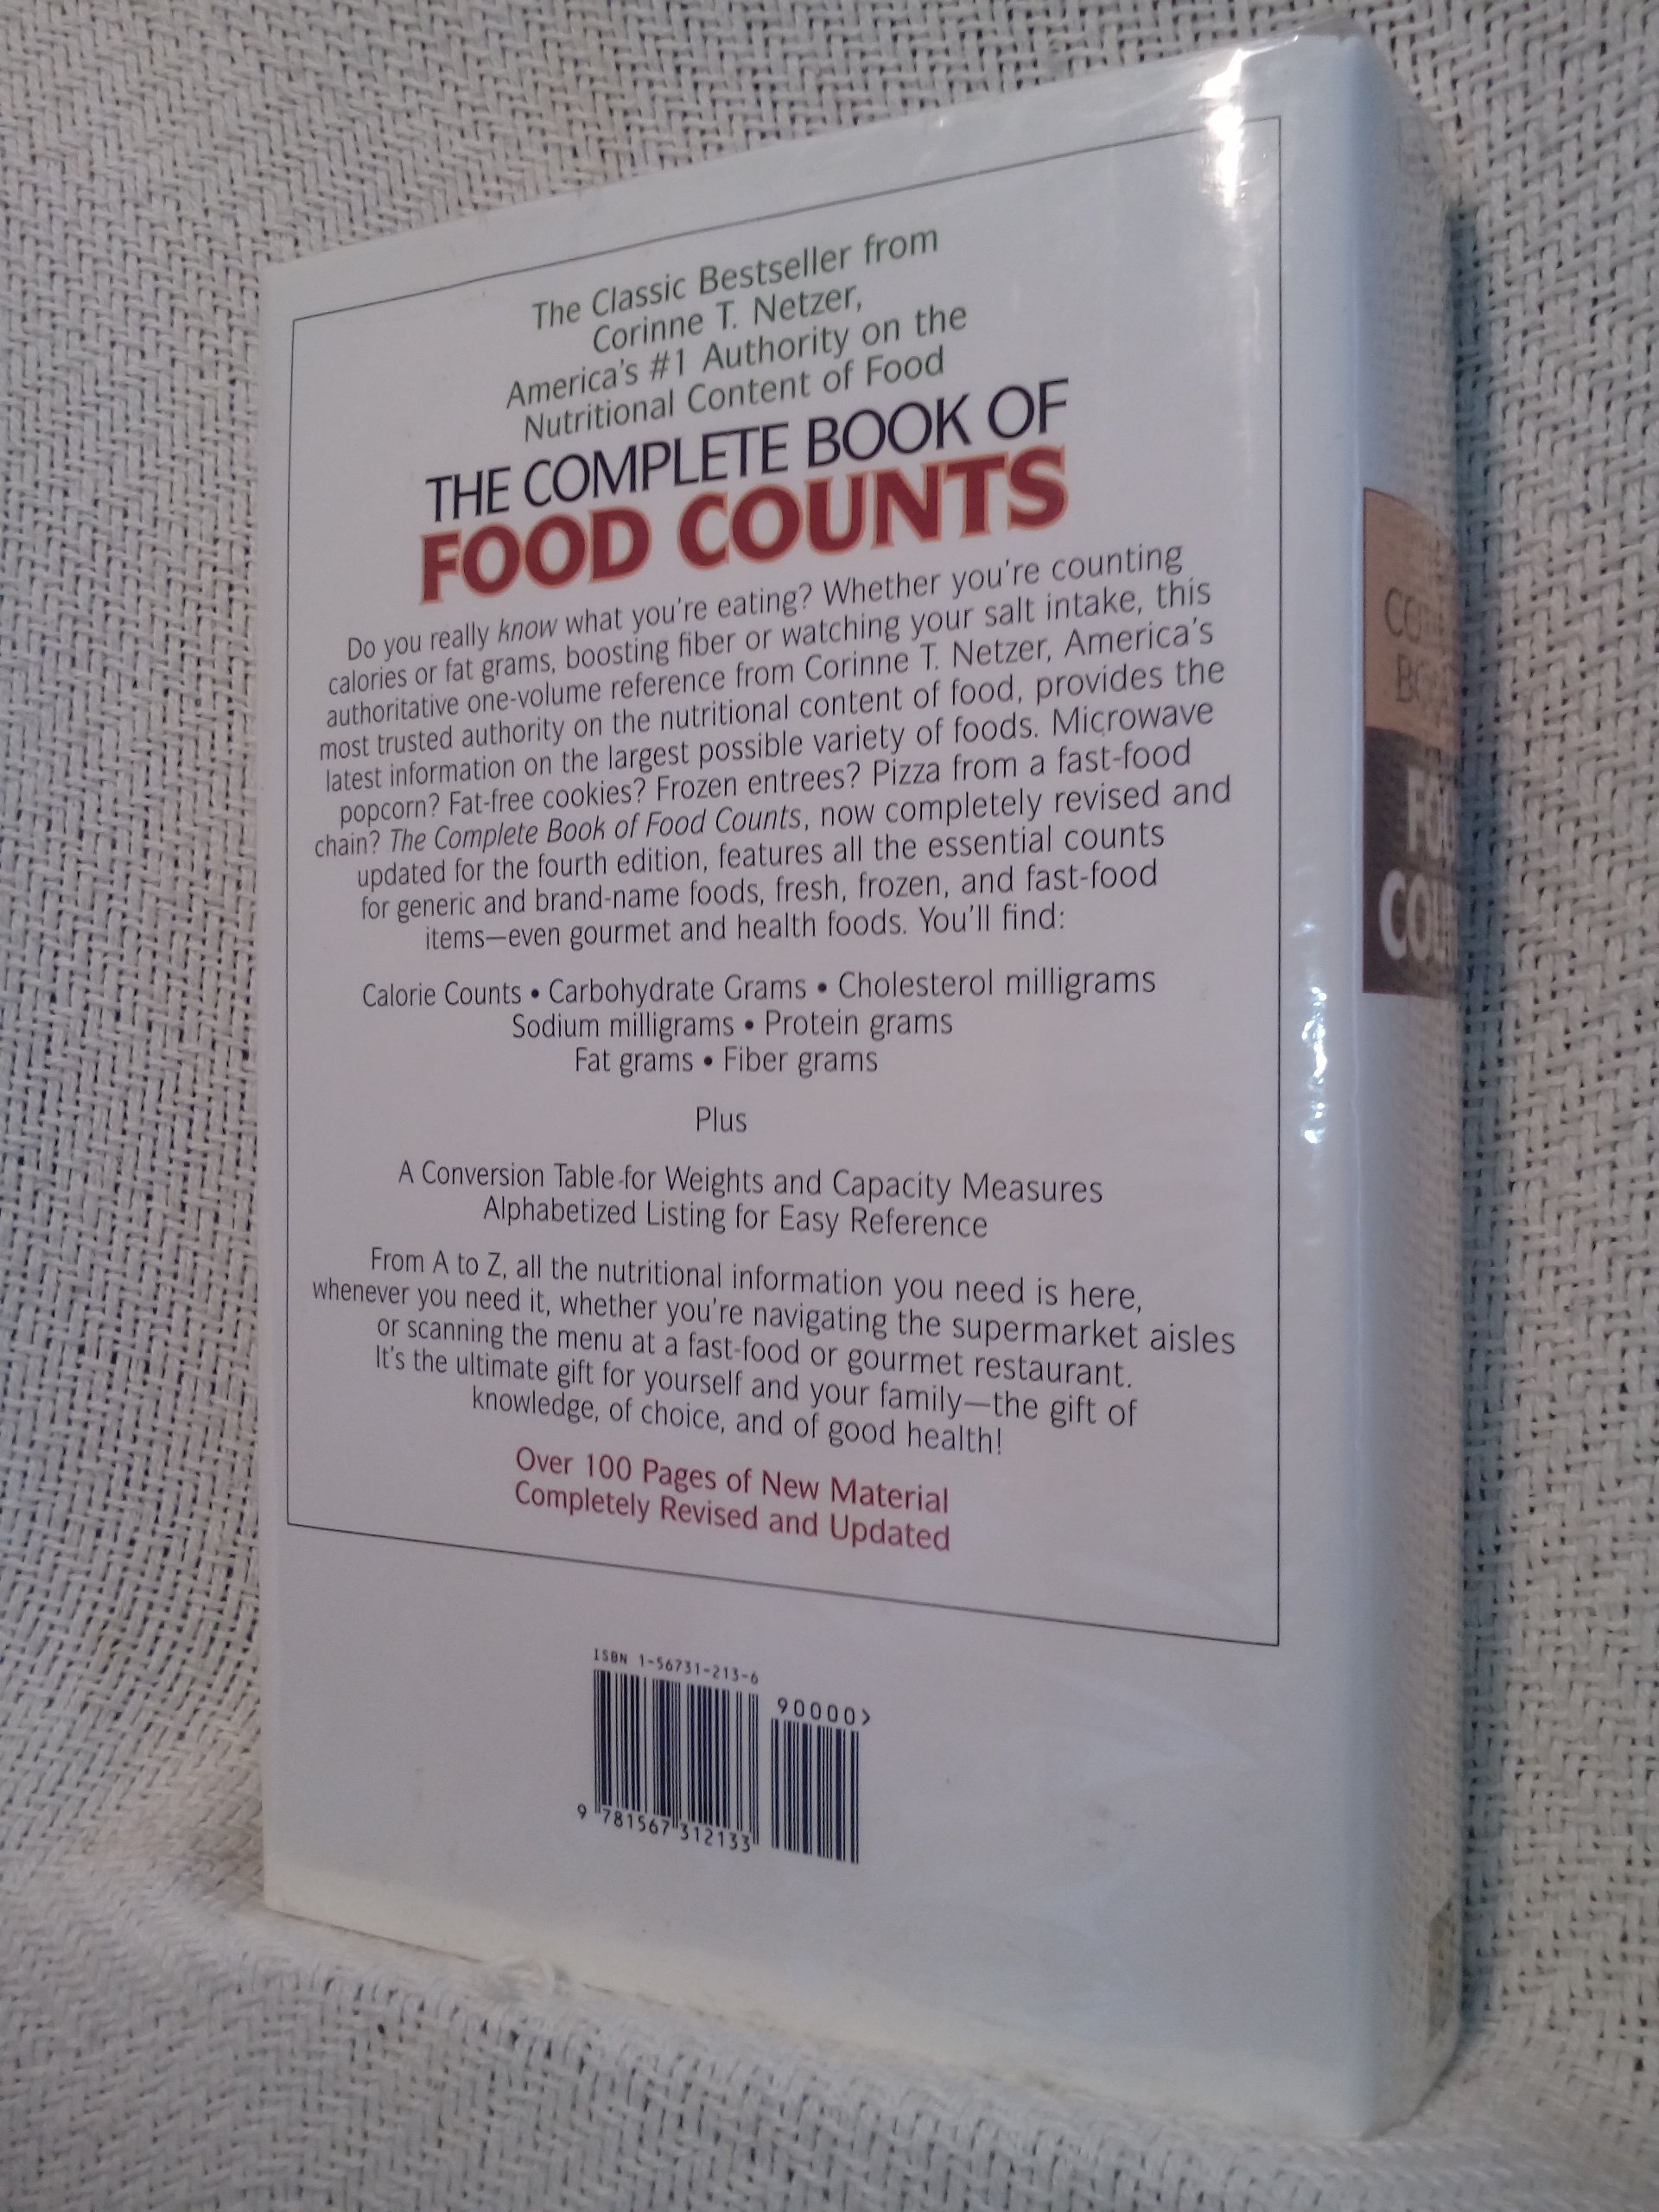 The Classic Bestseller from
Corinne T. Netzer,
America's #1 Authority on the
Nutritional Content of Food
THE COMPLETE BOOK OF
FOOD COUNTS
Do you really know what you're eating? Whether you're counting
calories or fat grams, boosting fiber or watching your salt intake, this
authoritative one-volume reference from Corinne T. Netzer, America's
most trusted authority on the nutritional content of food, provides the
latest information on the largest possible variety of foods. Microwave
popcorn? Fat-free cookies? Frozen entrees? Pizza from a fast-food
chain? The Complete Book of Food Counts, now completely revised and
updated for the fourth edition, features all the essential counts
for generic and brand-name foods, fresh, frozen, and fast-food
items—even gourmet and health foods. You'll find:
Calorie Counts • Carbohydrate Grams • Cholesterol milligrams
Sodium milligrams • Protein grams
Fat grams • Fiber grams
Plus
A Conversion Table for Weights and Capacity Measures
Alphabetized Listing for Easy Reference
From A to Z, all the nutritional information you need is here,
whenever you need it, whether you're navigating the supermarket aisles
or scanning the menu at a fast-food or gourmet restaurant.
It's the ultimate gift for yourself and your family—the gift of
knowledge, of choice, and of good health!
Over 100 Pages of New Material
Completely Revised and Updated
ISBN 1-56731-213-6
90000>
9 781567 312133